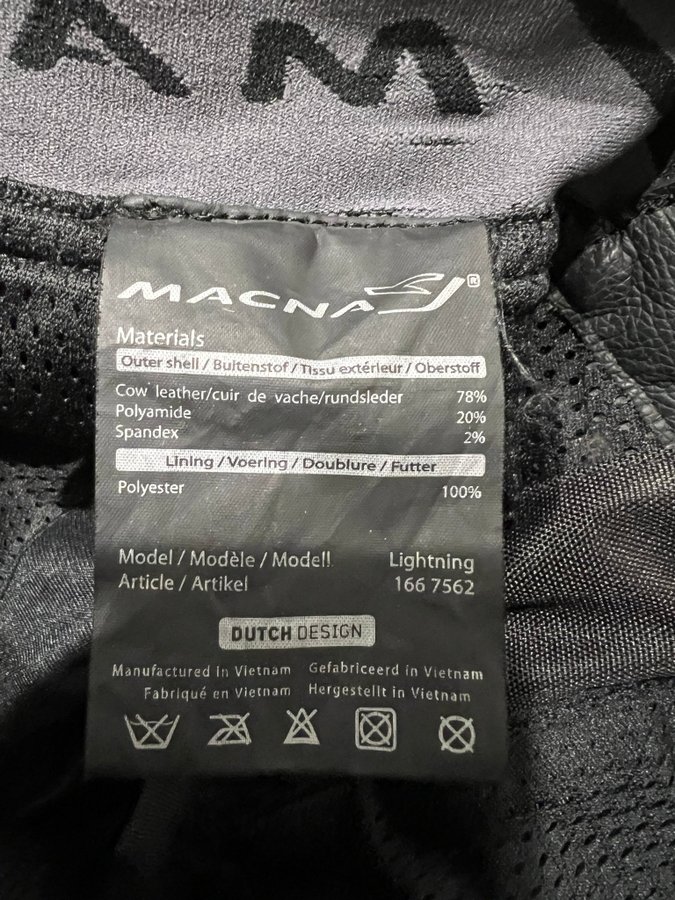 AM
MACNA ®
Materials
Outer shell / Buitenstof / Tissu extérieur / Oberstoff
Cow leather/cuir de vache/rundsleder 78%
Polyamide 20%
Spandex 2%
Lining / Voering / Doublure / Futter
Polyester 100%
Model / Modèle / Modell Lightning
Article / Artikel 166 7562
DUTCH DESIGN
Manufactured in Vietnam Gefabriceerd in Vietnam
Fabriqué en Vietnam Hergestellt in Vietnam